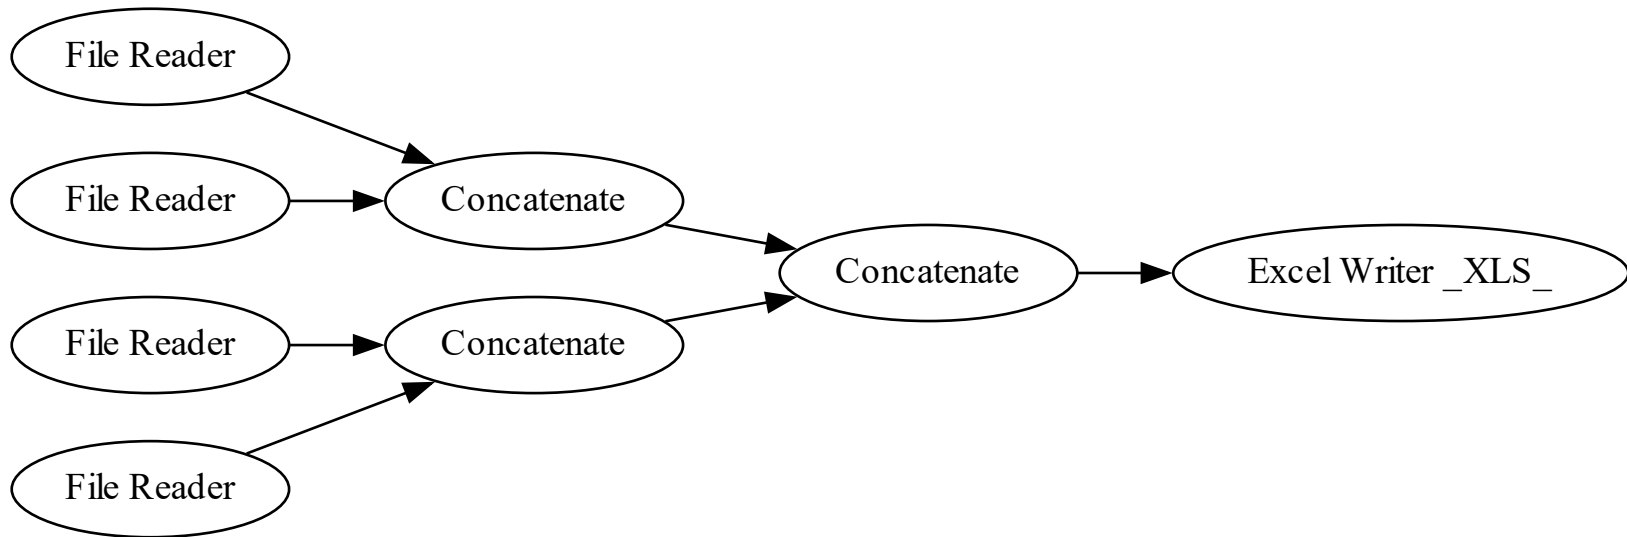 File Reader
File Reader
File Reader
File Reader
Concatenate
Concatenate
Concatenate
Excel Writer _XLS_